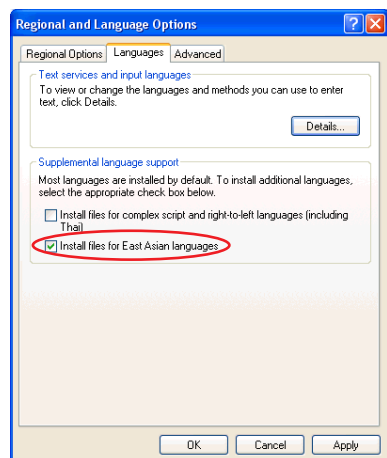 Regional and Language Options
Regional Options Languages Advanced
Text services and input languages
To view or change the languages and methods you can use to enter
text, click Details.
Details...
Supplemental language support
Most languages are installed by default. To install additional languages,
select the appropriate check box below.
Install files for complex script and right-to-left languages (including
Thai)
Install files for East Asian languages
OK Cancel Apply